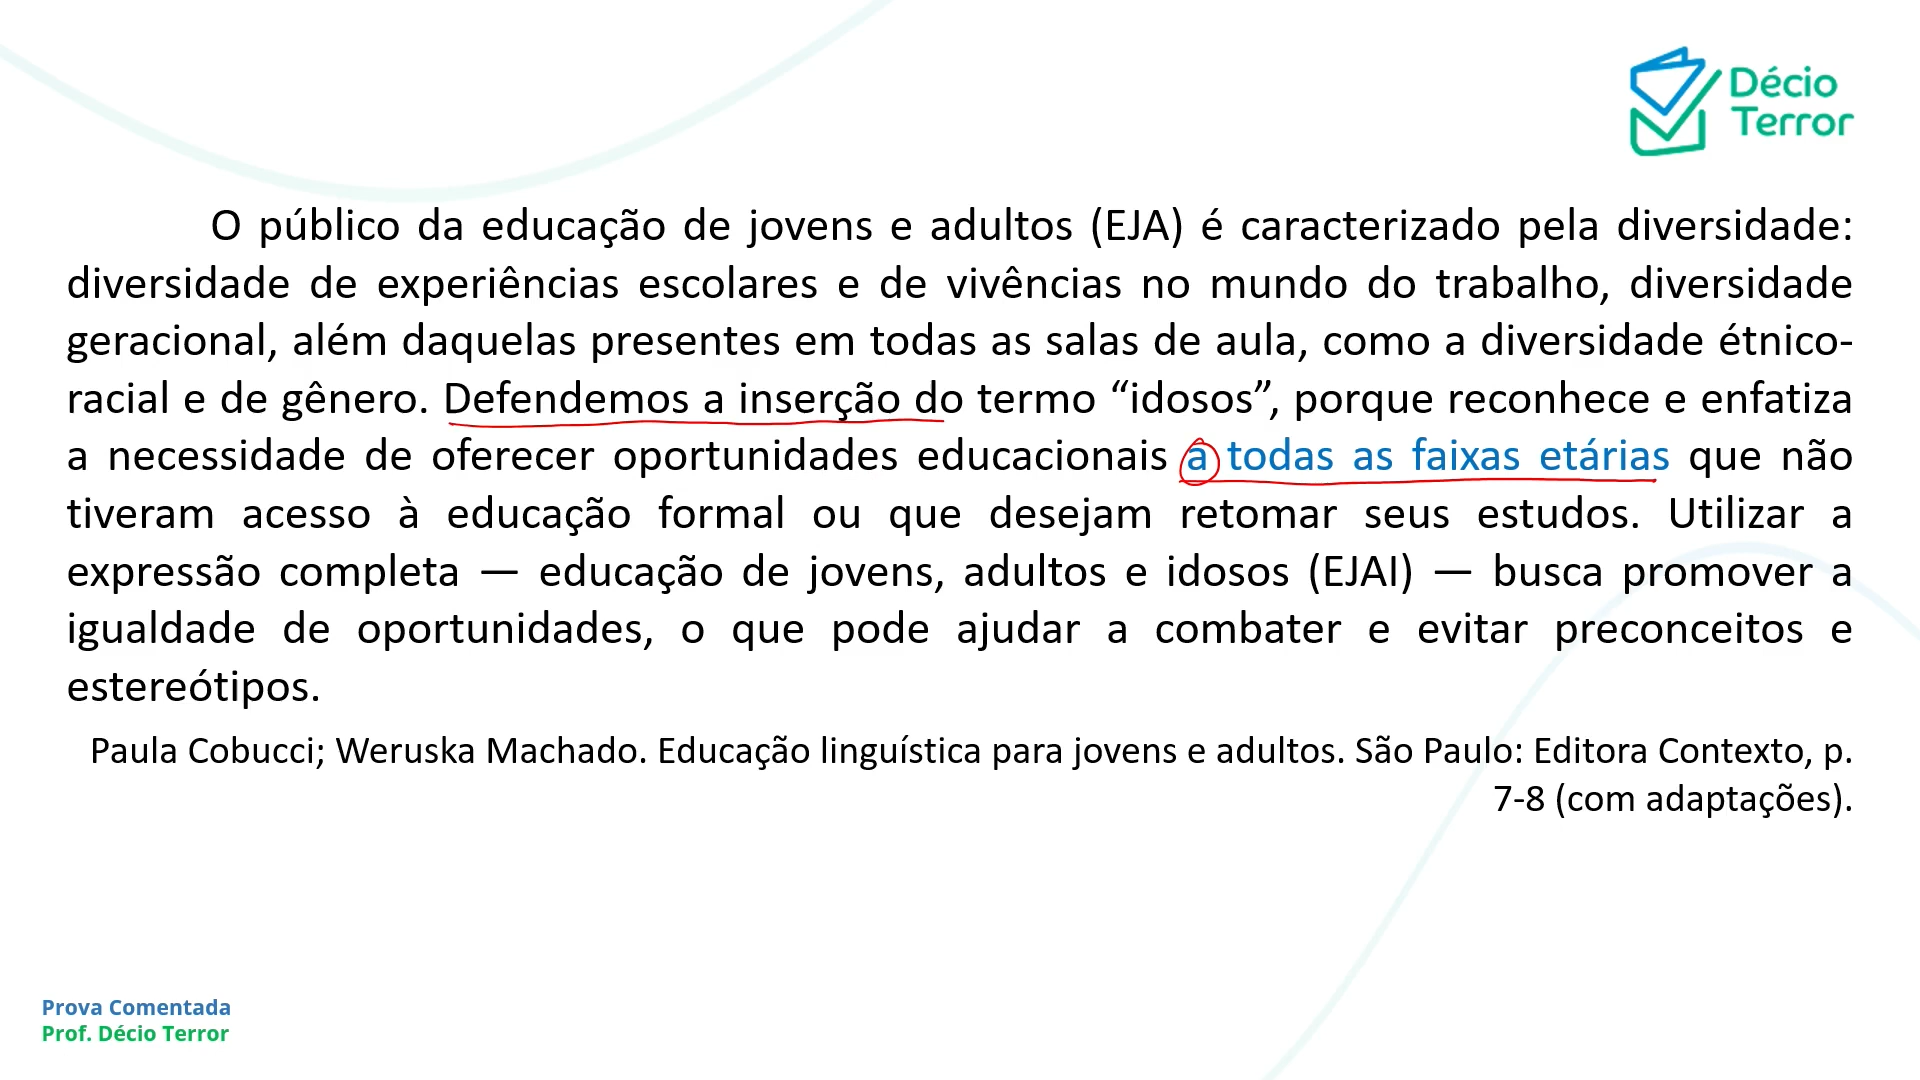 Décio
Terror
O público da educação de jovens e adultos (EJA) é caracterizado pela diversidade:
diversidade de experiências escolares e de vivências no mundo do trabalho, diversidade
geracional, além daquelas presentes em todas as salas de aula, como a diversidade étnico-
racial e de gênero. Defendemos a inserção do termo “idosos”, porque reconhece e enfatiza
a necessidade de oferecer oportunidades educacionais a todas as faixas etárias que não
tiveram acesso à educação formal ou que desejam retomar seus estudos. Utilizar a
expressão completa — educação de jovens, adultos e idosos (EJAI) — busca promover a
igualdade de oportunidades, o que pode ajudar a combater e evitar preconceitos e
estereótipos.
Paula Cobucci; Weruska Machado. Educação linguística para jovens e adultos. São Paulo: Editora Contexto, p.
7-8 (com adaptações).
Prova Comentada
Prof. Décio Terror